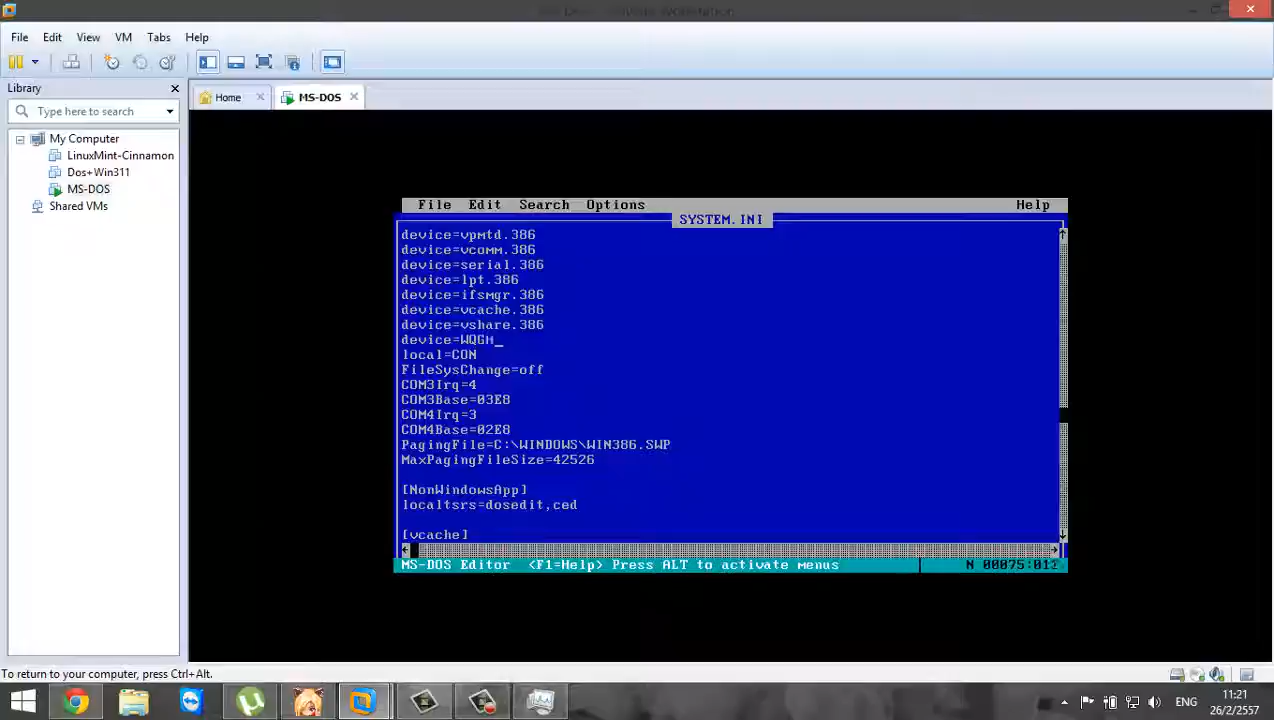 File Edit View VM Tabs Help
Library
Home
MS-DOS
Type here to search
My Computer
LinuxMint-Cinnamon
Dos+Win311
MS-DOS
Shared VMs
File Edit Search Options Help
SYSTEM.INI
device=vpmtd.386
device=vcomm.386
device=serial.386
device=lpt.386
device=ifsmgr.386
device=vcache.386
device=vshare.386
device=WQGH_
local=CON
FileSysChange=off
COM3Irq=4
COM3Base=03E8
COM4Irq=3
COM4Base=02E8
PagingFile=C:\WINDOWS\WIN386.SWP
MaxPagingFileSize=42526
[NonWindowsApp]
localtsrs=dosedit,ced
[vcache]
MS-DOS Editor <F1=Help> Press ALT to activate menus N 00075:012
To return to your computer, press Ctrl+Alt.
ENG
11:21
26/2/2557